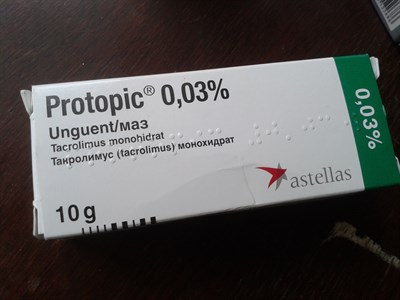 Protopic® 0,03%
Unguent/маз
Tacrolimus monohidrat
Такролимус (tacrolimus) монохидрат
astellas
10 g
0,03%